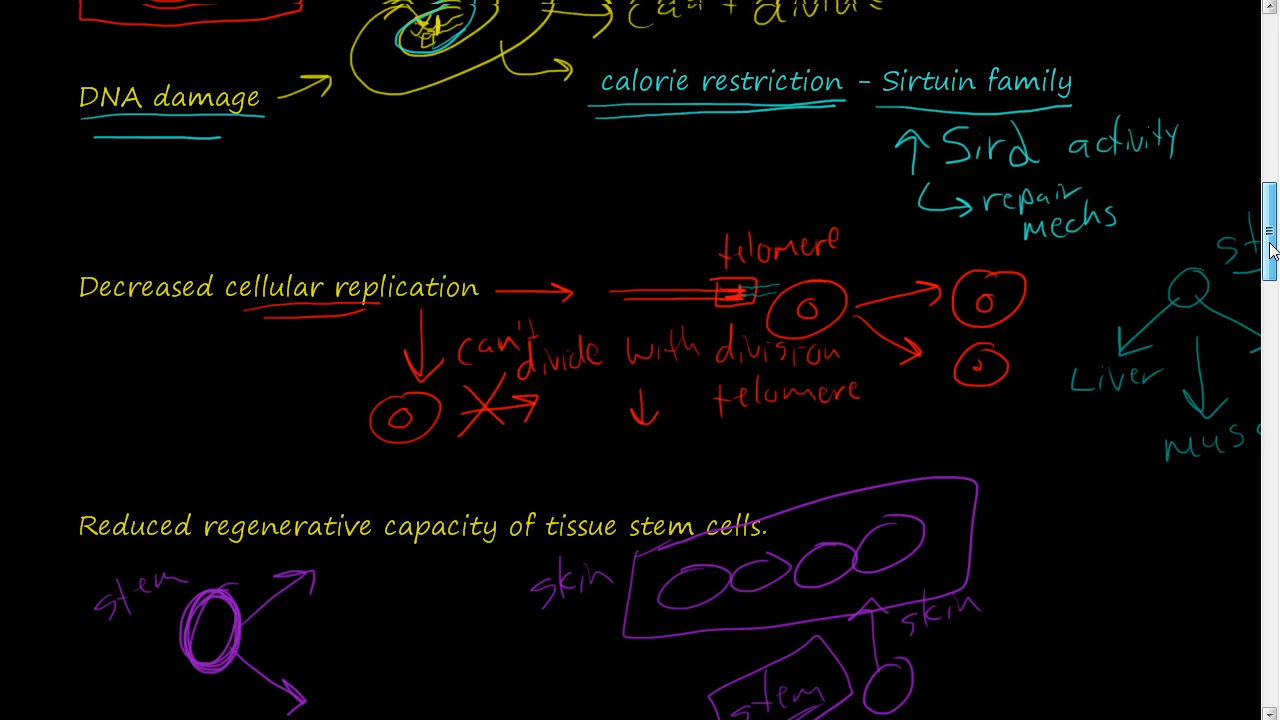 DNA damage
calorie restriction - Sirtuin family
↑ Sird activity
repair
mechs
telomere
Decreased cellular replication
can't
divide with division
↓ telomere
Liver
Reduced regenerative capacity of tissue stem cells.
stem
skin
skin
stem